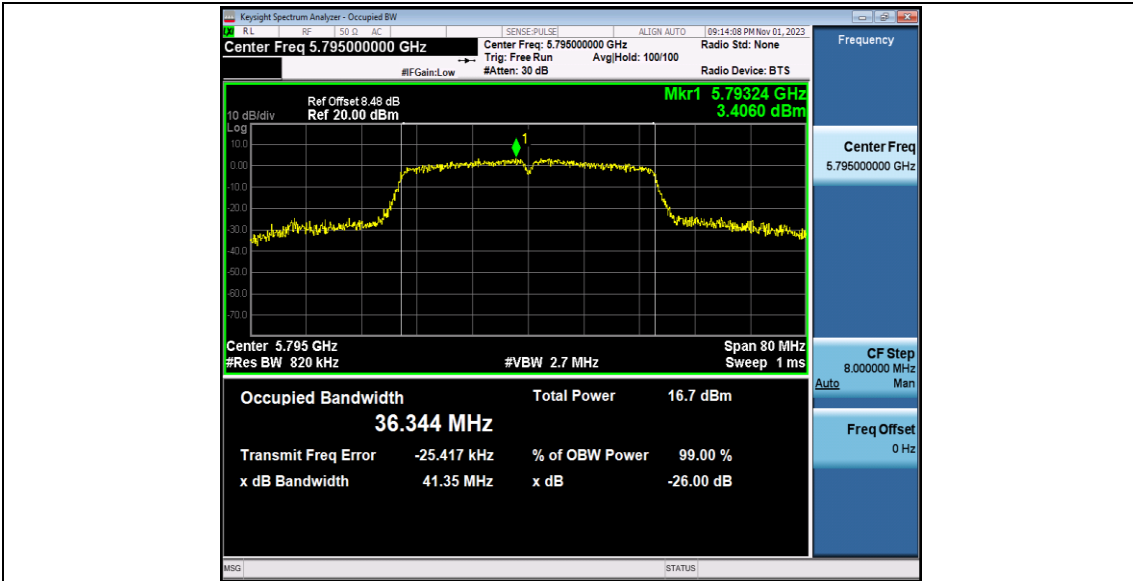 Keysight Spectrum Analyzer - Occupied BW
RL RF 50 Ω AC SENSE:PULSE ALIGN AUTO 09:14:08 PM Nov 01, 2023
Center Freq 5.795000000 GHz Center Freq: 5.795000000 GHz Radio Std: None
Trig: Free Run Avg|Hold: 100/100
#IFGain:Low #Atten: 30 dB Radio Device: BTS
Mkr1 5.79324 GHz
3.4060 dBm
Ref Offset 8.48 dB
10 dB/div Ref 20.00 dBm
Log
10.0
0.00
-10.0
-20.0
-30.0
-40.0
-50.0
-60.0
-70.0
1
Center 5.795 GHz Span 80 MHz
#Res BW 820 kHz #VBW 2.7 MHz Sweep 1 ms
Occupied Bandwidth Total Power 16.7 dBm
36.344 MHz
Transmit Freq Error -25.417 kHz % of OBW Power 99.00 %
x dB Bandwidth 41.35 MHz x dB -26.00 dB
MSG STATUS
Frequency
Center Freq
5.795000000 GHz
CF Step
8.000000 MHz
Auto Man
Freq Offset
0 Hz